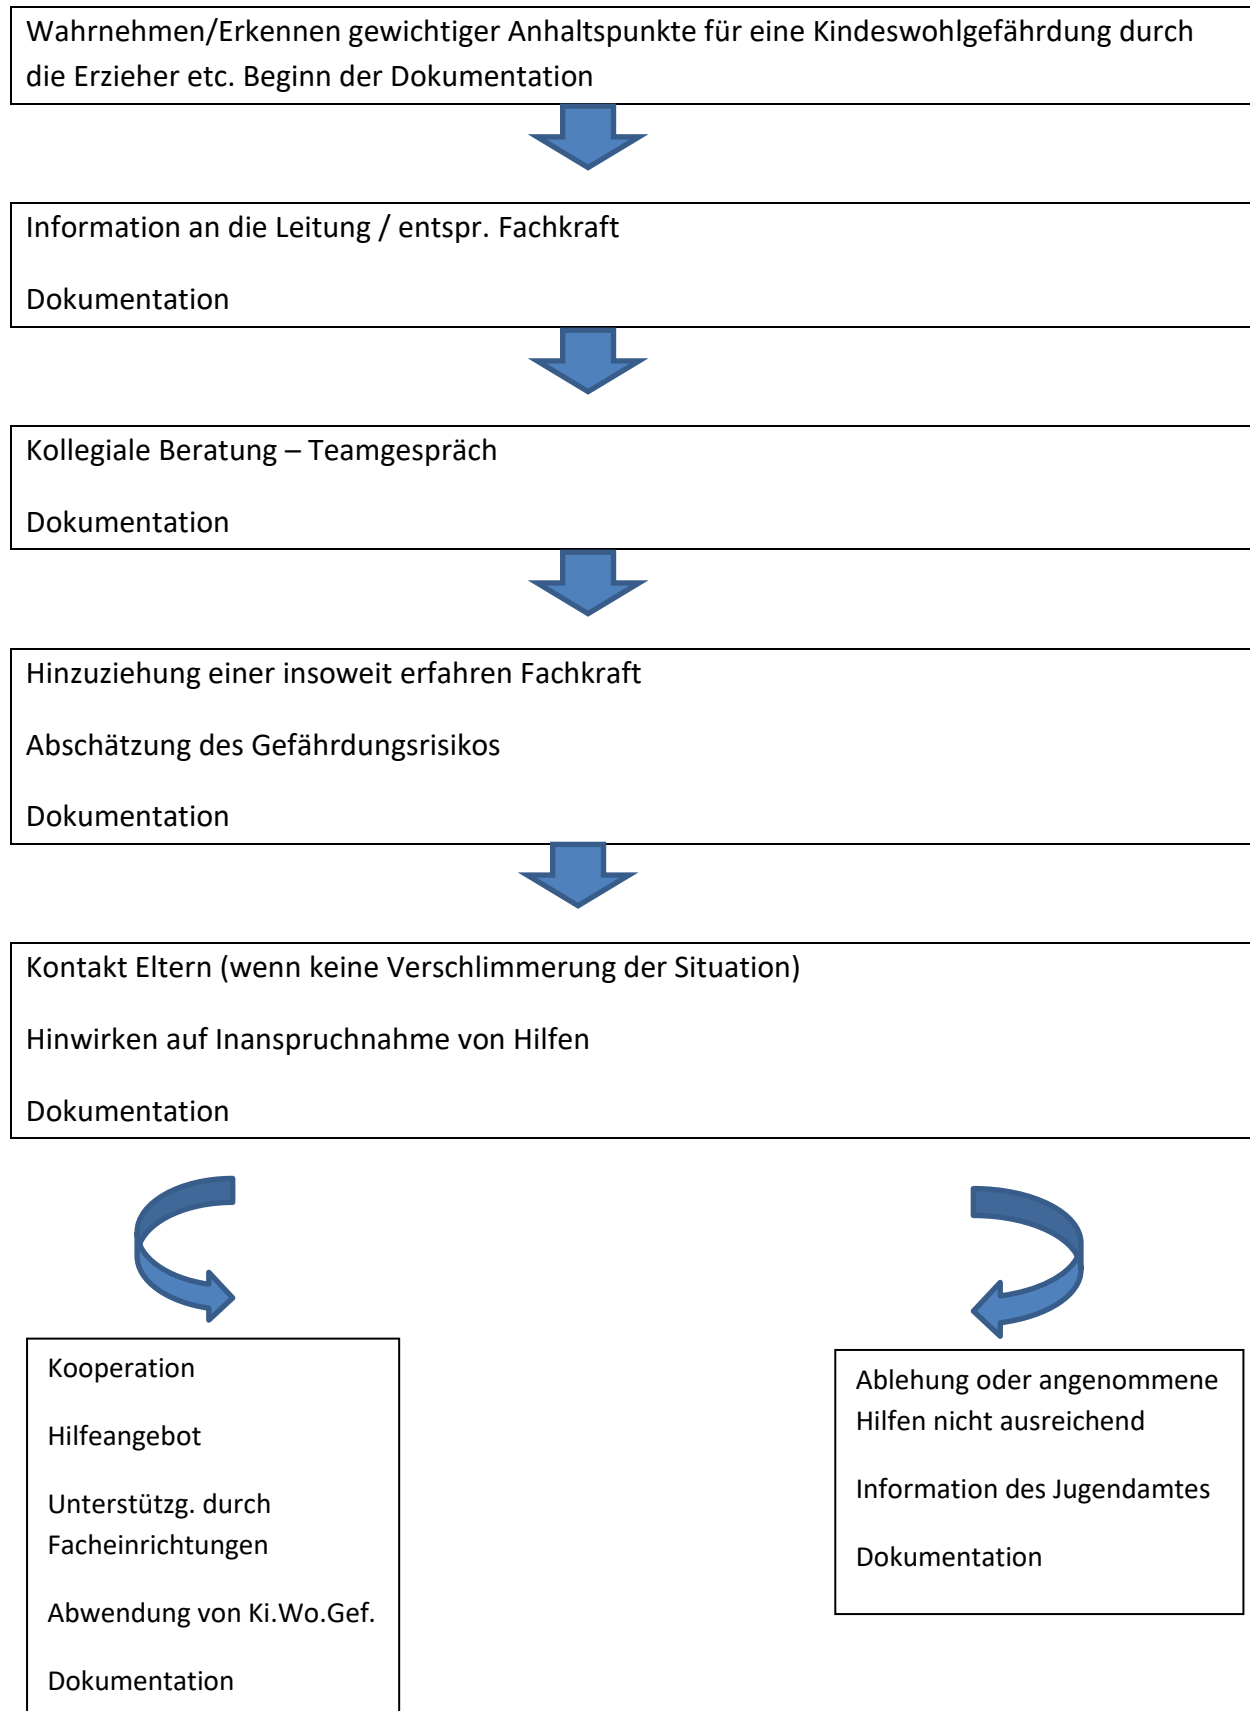 Wahrnehmen/Erkennen gewichtiger Anhaltspunkte für eine Kindeswohlgefährdung durch
die Erzieher etc. Beginn der Dokumentation
Information an die Leitung / entspr. Fachkraft
Dokumentation
Kollegiale Beratung – Teamgespräch
Dokumentation
Hinzuziehung einer insoweit erfahren Fachkraft
Abschätzung des Gefährdungsrisikos
Dokumentation
Kontakt Eltern (wenn keine Verschlimmerung der Situation)
Hinwirken auf Inanspruchnahme von Hilfen
Dokumentation
Kooperation
Hilfeangebot
Unterstützg. durch
Facheinrichtungen
Abwendung von Ki.Wo.Gef.
Dokumentation
Ablehung oder angenommene
Hilfen nicht ausreichend
Information des Jugendamtes
Dokumentation